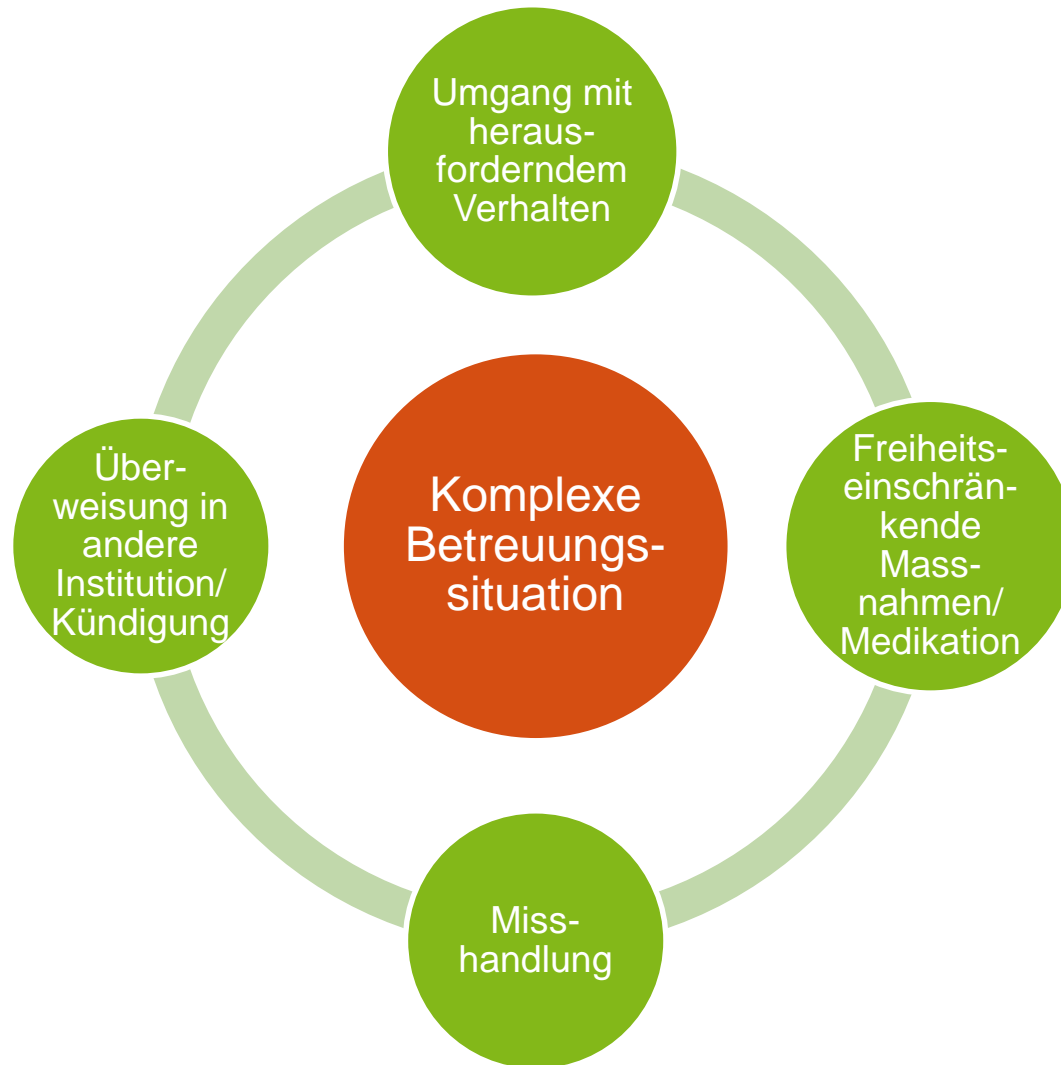 Umgang mit
heraus-
forderndem
Verhalten
Über-
weisung in
andere
Institution/
Kündigung
Komplexe
Betreuungs-
situation
Freiheits-
einschrän-
kende
Mass-
nahmen/
Medikation
Miss-
handlung